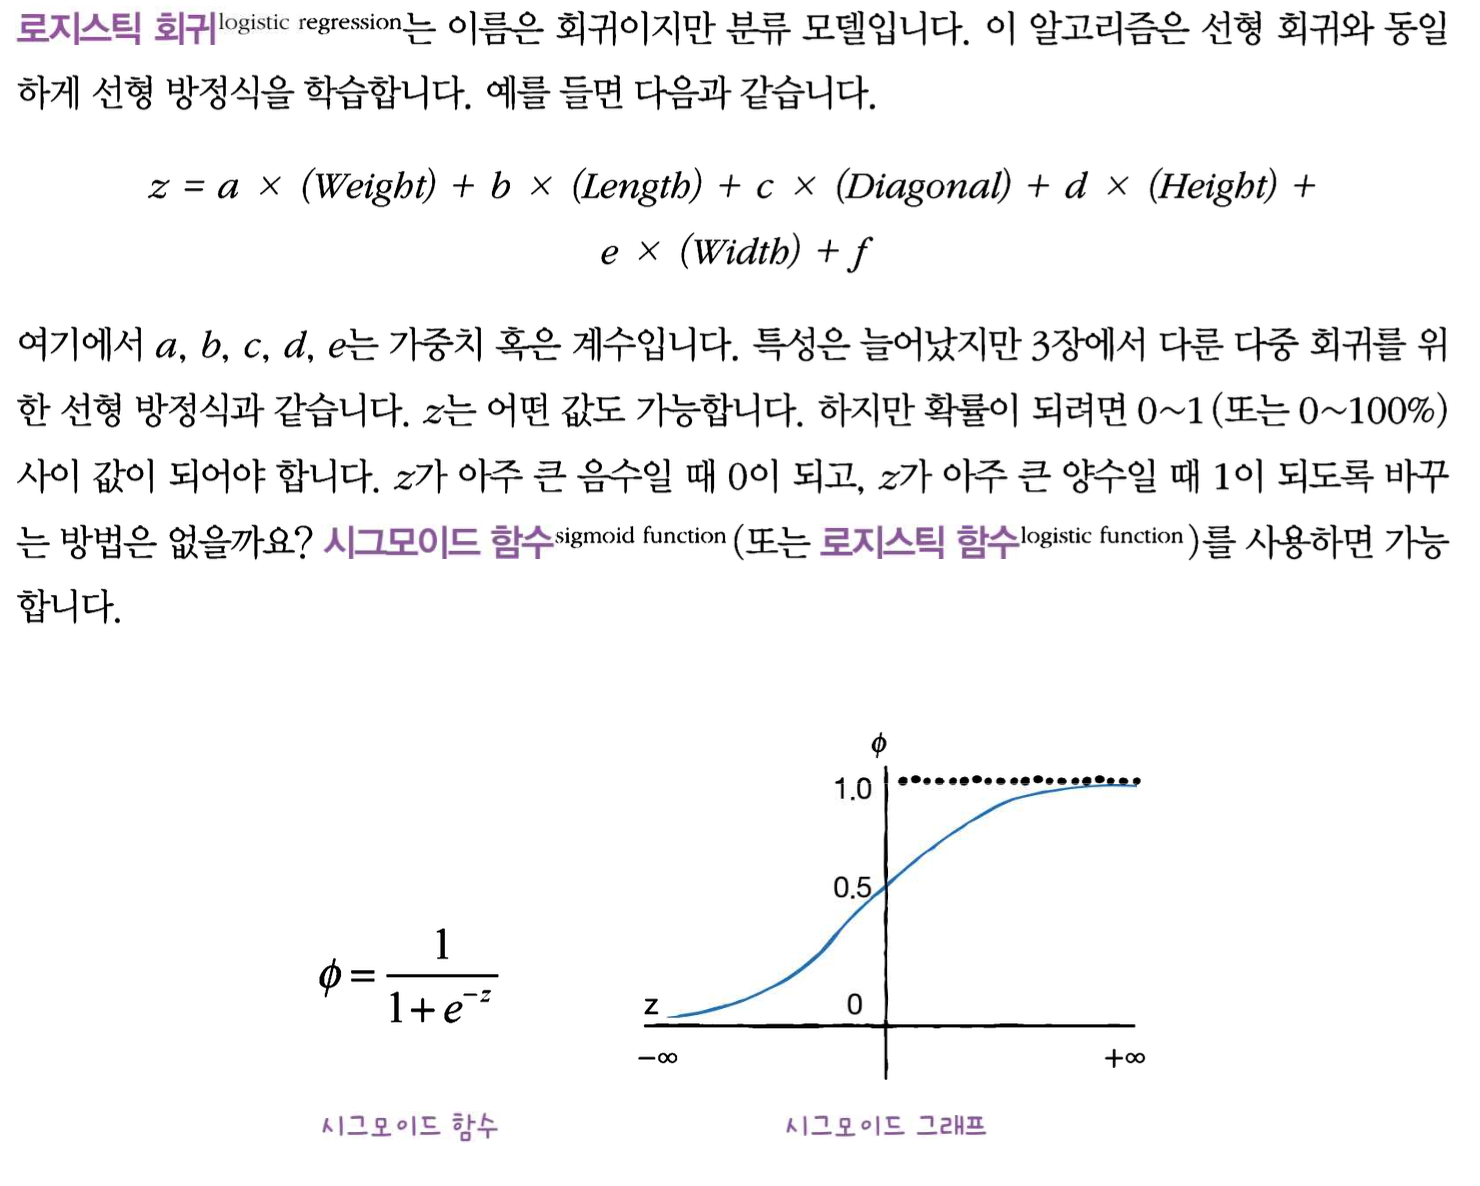 로지스틱 회귀logistic regression는 이름은 회귀이지만 분류 모델입니다. 이 알고리즘은 선형 회귀와 동일
하게 선형 방정식을 학습합니다. 예를 들면 다음과 같습니다.
z = a × (Weight) + b × (Length) + c × (Diagonal) + d × (Height) +
e × (Width) + f
여기에서 a, b, c, d, e는 가중치 혹은 계수입니다. 특성은 늘어났지만 3장에서 다룬 다중 회귀를 위
한 선형 방정식과 같습니다. z는 어떤 값도 가능합니다. 하지만 확률이 되려면 0~1(또는 0~100%)
사이 값이 되어야 합니다. z가 아주 큰 음수일 때 0이 되고, z가 아주 큰 양수일 때 1이 되도록 바꾸
는 방법은 없을까요? 시그모이드 함수sigmoid function(또는 로지스틱 함수logistic function)를 사용하면 가능
합니다.
ϕ = 1 / (1+e^−z)
ϕ
1.0
0.5
z 0
−∞ +∞
시그모이드 함수 시그모이드 그래프